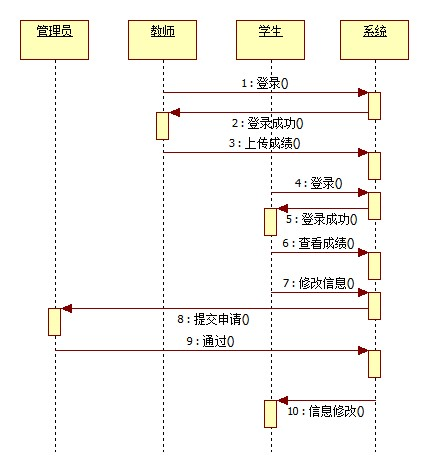 管理员
教师
学生
系统
1 : 登录()
2 : 登录成功()
3 : 上传成绩()
4 : 登录()
5 : 登录成功()
6 : 查看成绩()
7 : 修改信息()
8 : 提交申请()
9 : 通过()
10 : 信息修改()